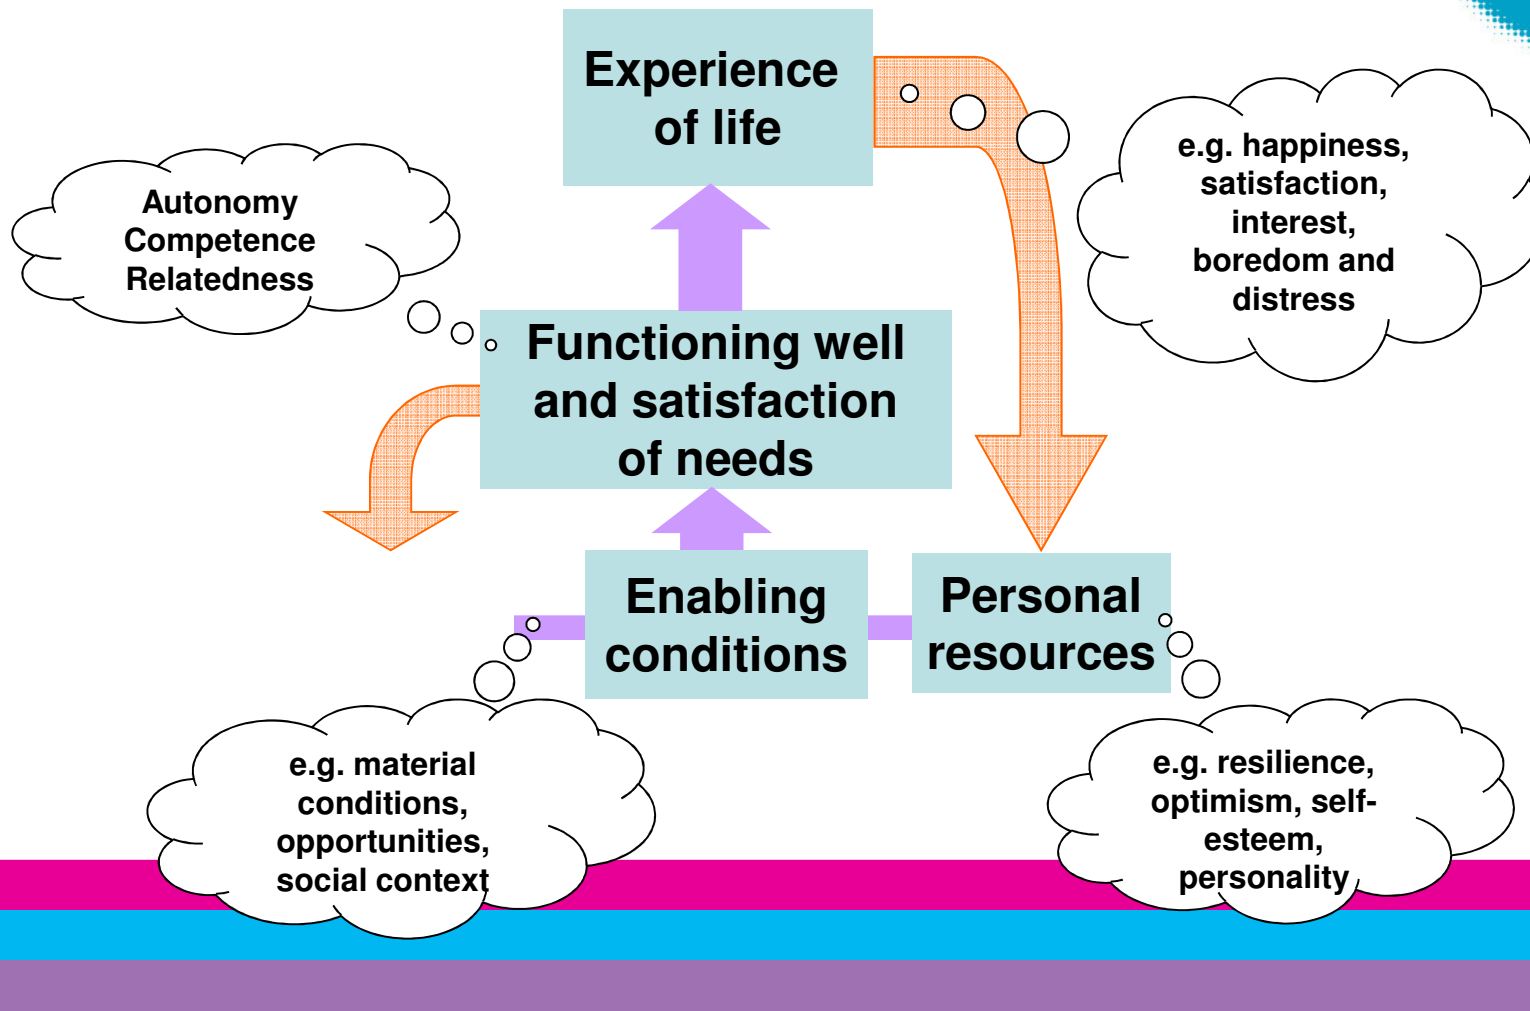 Experience
of life
Autonomy
Competence
Relatedness
e.g. happiness,
satisfaction,
interest,
boredom and
distress
Functioning well
and satisfaction
of needs
Enabling
conditions
Personal
resources
e.g. material
conditions,
opportunities,
social context
e.g. resilience,
optimism, self-
esteem,
personality